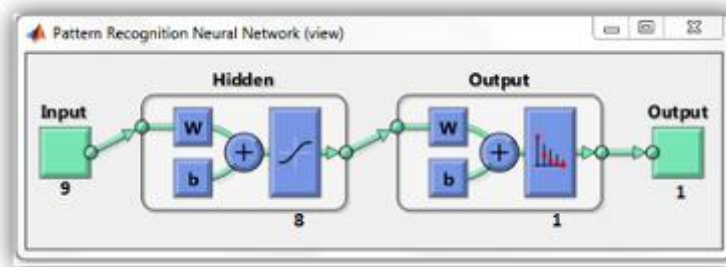 Pattern Recognition Neural Network (view)
Hidden
Output
Input
Output
W
W
b
b
9
8
1
1